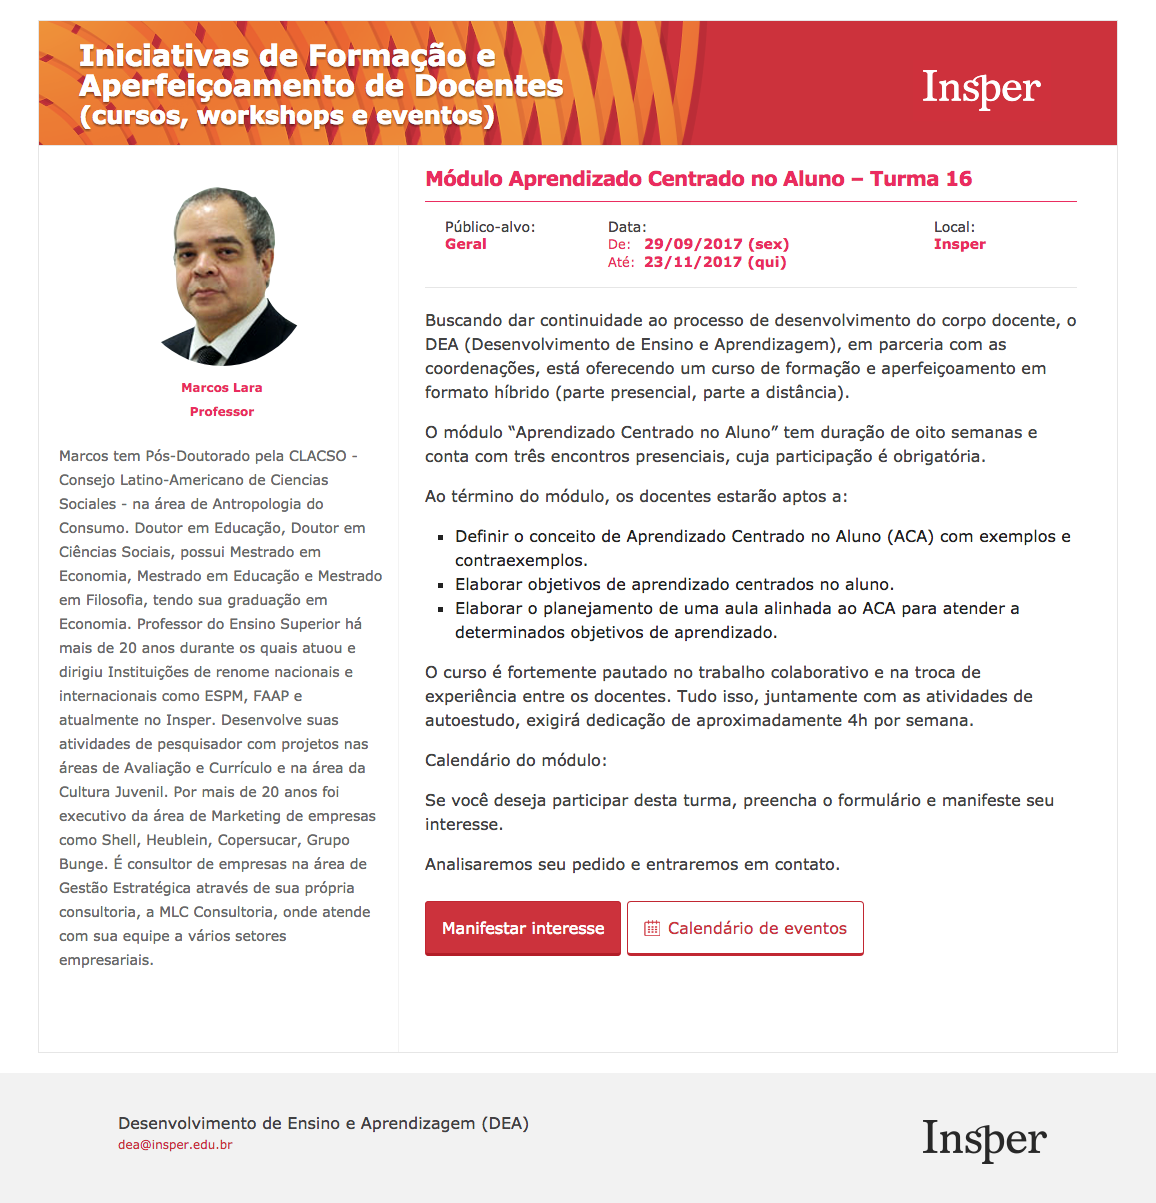 Iniciativas de Formação e
Aperfeiçoamento de Docentes
(cursos, workshops e eventos)
Insper
Marcos Lara
Professor
Marcos tem Pós-Doutorado pela CLACSO -
Consejo Latino-Americano de Ciencias
Sociales - na área de Antropologia do
Consumo. Doutor em Educação, Doutor em
Ciências Sociais, possui Mestrado em
Economia, Mestrado em Educação e Mestrado
em Filosofia, tendo sua graduação em
Economia. Professor do Ensino Superior há
mais de 20 anos durante os quais atuou e
dirigiu Instituições de renome nacionais e
internacionais como ESPM, FAAP e
atualmente no Insper. Desenvolve suas
atividades de pesquisador com projetos nas
áreas de Avaliação e Currículo e na área da
Cultura Juvenil. Por mais de 20 anos foi
executivo da área de Marketing de empresas
como Shell, Heublein, Copersucar, Grupo
Bunge. É consultor de empresas na área de
Gestão Estratégica através de sua própria
consultoria, a MLC Consultoria, onde atende
com sua equipe a vários setores
empresariais.
Módulo Aprendizado Centrado no Aluno – Turma 16
Público-alvo:
Geral
Data:
De: 29/09/2017 (sex)
Até: 23/11/2017 (qui)
Local:
Insper
Buscando dar continuidade ao processo de desenvolvimento do corpo docente, o
DEA (Desenvolvimento de Ensino e Aprendizagem), em parceria com as
coordenações, está oferecendo um curso de formação e aperfeiçoamento em
formato híbrido (parte presencial, parte a distância).
O módulo “Aprendizado Centrado no Aluno” tem duração de oito semanas e
conta com três encontros presenciais, cuja participação é obrigatória.
Ao término do módulo, os docentes estarão aptos a:
▪ Definir o conceito de Aprendizado Centrado no Aluno (ACA) com exemplos e
contraexemplos.
▪ Elaborar objetivos de aprendizado centrados no aluno.
▪ Elaborar o planejamento de uma aula alinhada ao ACA para atender a
determinados objetivos de aprendizado.
O curso é fortemente pautado no trabalho colaborativo e na troca de
experiência entre os docentes. Tudo isso, juntamente com as atividades de
autoestudo, exigirá dedicação de aproximadamente 4h por semana.
Calendário do módulo:
Se você deseja participar desta turma, preencha o formulário e manifeste seu
interesse.
Analisaremos seu pedido e entraremos em contato.
Manifestar interesse
Calendário de eventos
Desenvolvimento de Ensino e Aprendizagem (DEA)
dea@insper.edu.br
Insper